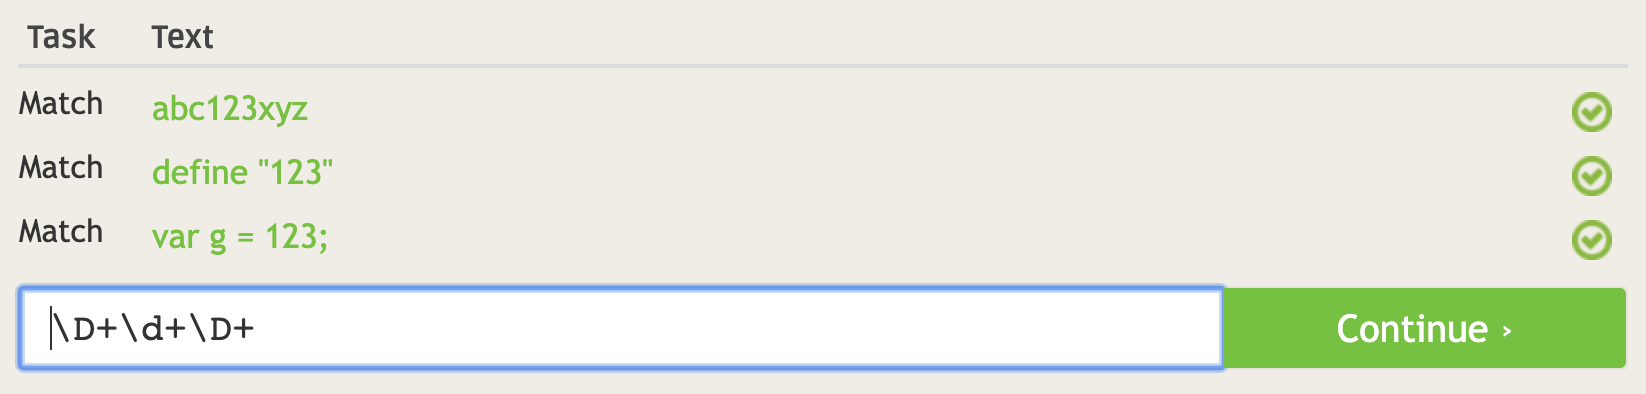 Task Text
Match abc123xyz
Match define "123"
Match var g = 123;
\D+\d+\D+
Continue ›